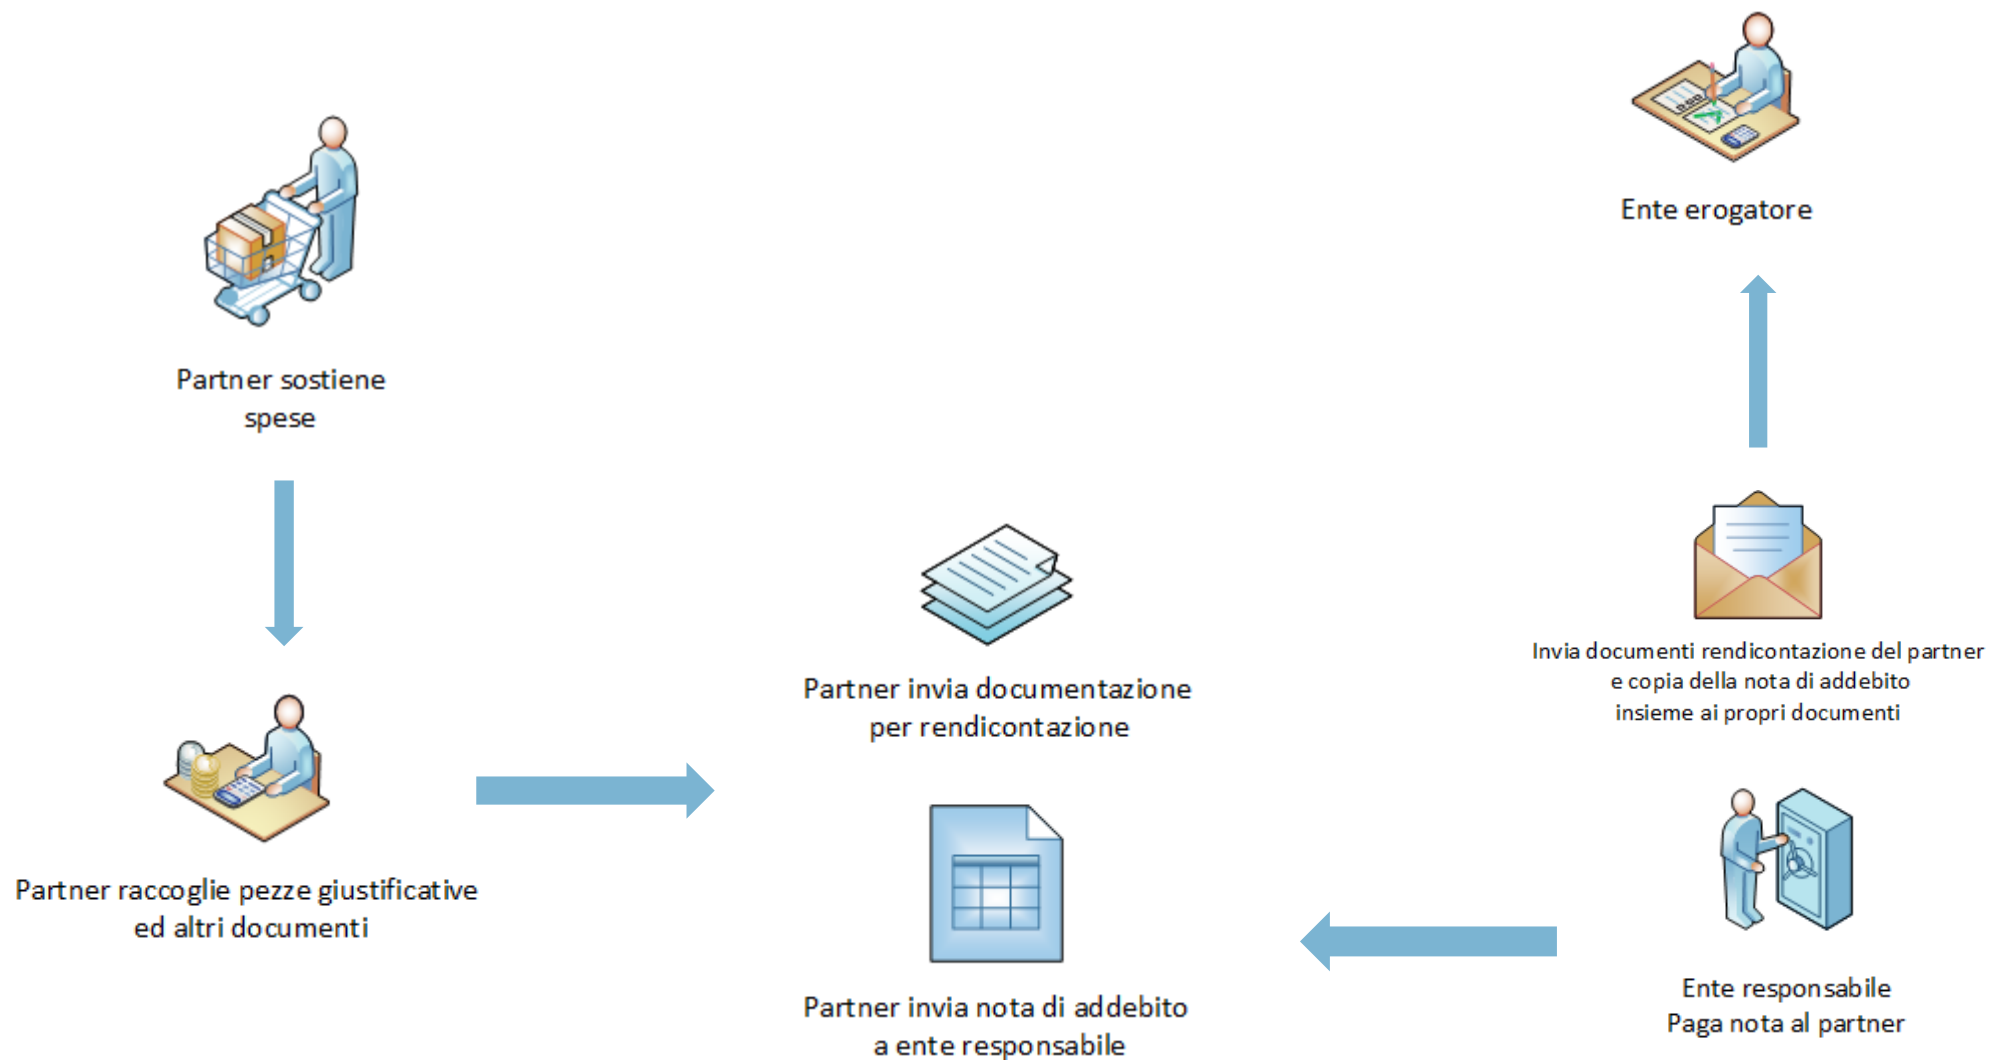 Partner sostiene
spese
Partner raccoglie pezze giustificative
ed altri documenti
Partner invia documentazione
per rendicontazione
Partner invia nota di addebito
a ente responsabile
Ente erogatore
Invia documenti rendicontazione del partner
e copia della nota di addebito
insieme ai propri documenti
Ente responsabile
Paga nota al partner